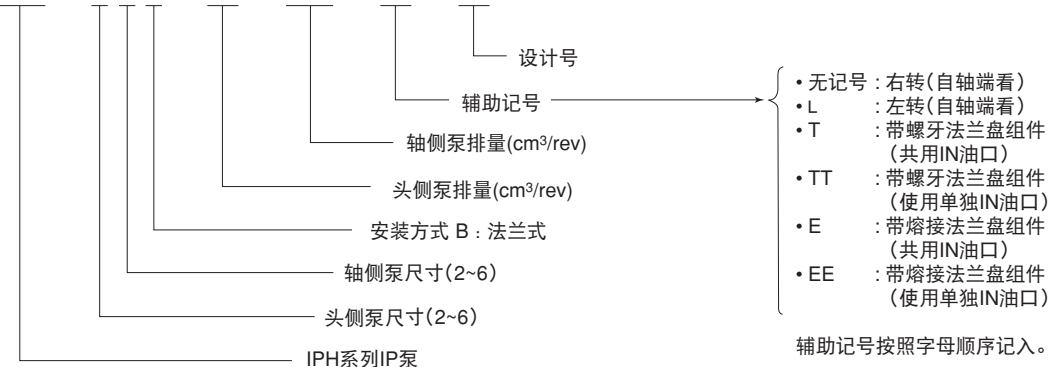 设计号
辅助记号
轴侧泵排量(cm³/rev)
头侧泵排量(cm³/rev)
安装方式 B : 法兰式
轴侧泵尺寸(2~6)
头侧泵尺寸(2~6)
IPH系列IP泵
• 无记号 : 右转(自轴端看)
• L : 左转(自轴端看)
• T : 带螺牙法兰盘组件
(共用IN油口)
• TT : 带螺牙法兰盘组件
(使用单独IN油口)
• E : 带熔接法兰盘组件
(共用IN油口)
• EE : 带熔接法兰盘组件
(使用单独IN油口)
辅助记号按照字母顺序记入。